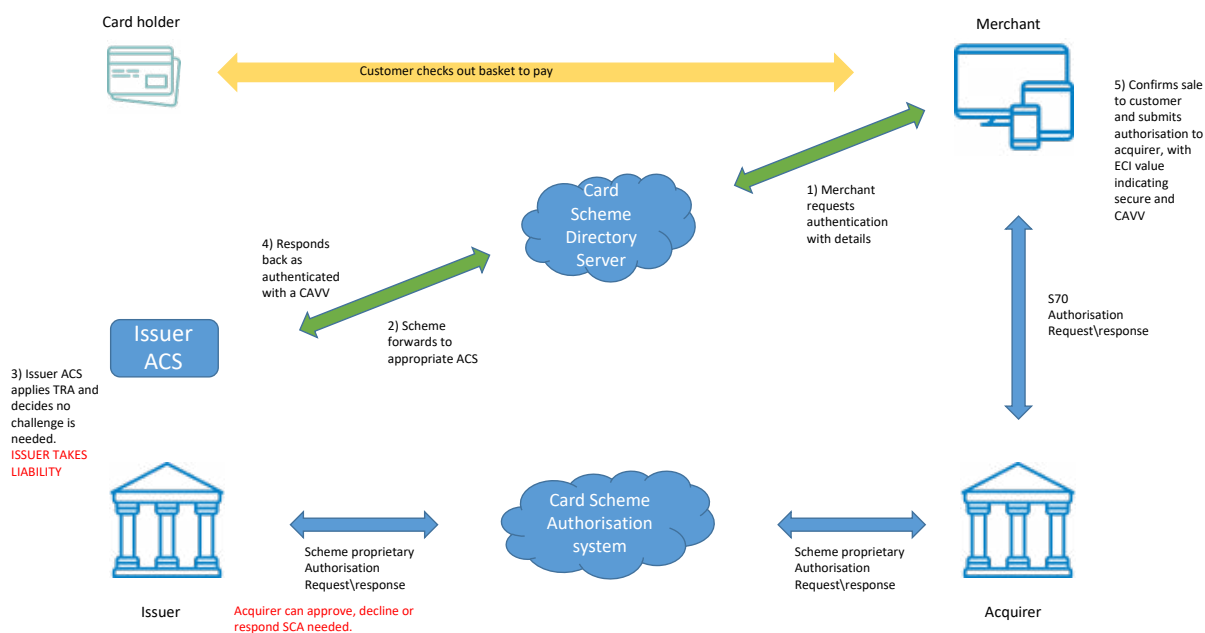 Card holder
Merchant
Customer checks out basket to pay
5) Confirms sale
to customer
and submits
authorisation to
acquirer, with
ECI value
indicating
secure and
CAVV
Card
Scheme
Directory
Server
1) Merchant
requests
authentication
with details
4) Responds
back as
authenticated
with a CAVV
2) Scheme
forwards to
appropriate ACS
S70
Authorisation
Request\response
Issuer
ACS
3) Issuer ACS
applies TRA and
decides no
challenge is
needed.
ISSUER TAKES
LIABILITY
Card Scheme
Authorisation
system
Scheme proprietary
Authorisation
Request\response
Scheme proprietary
Authorisation
Request\response
Issuer
Acquirer can approve, decline or
respond SCA needed.
Acquirer